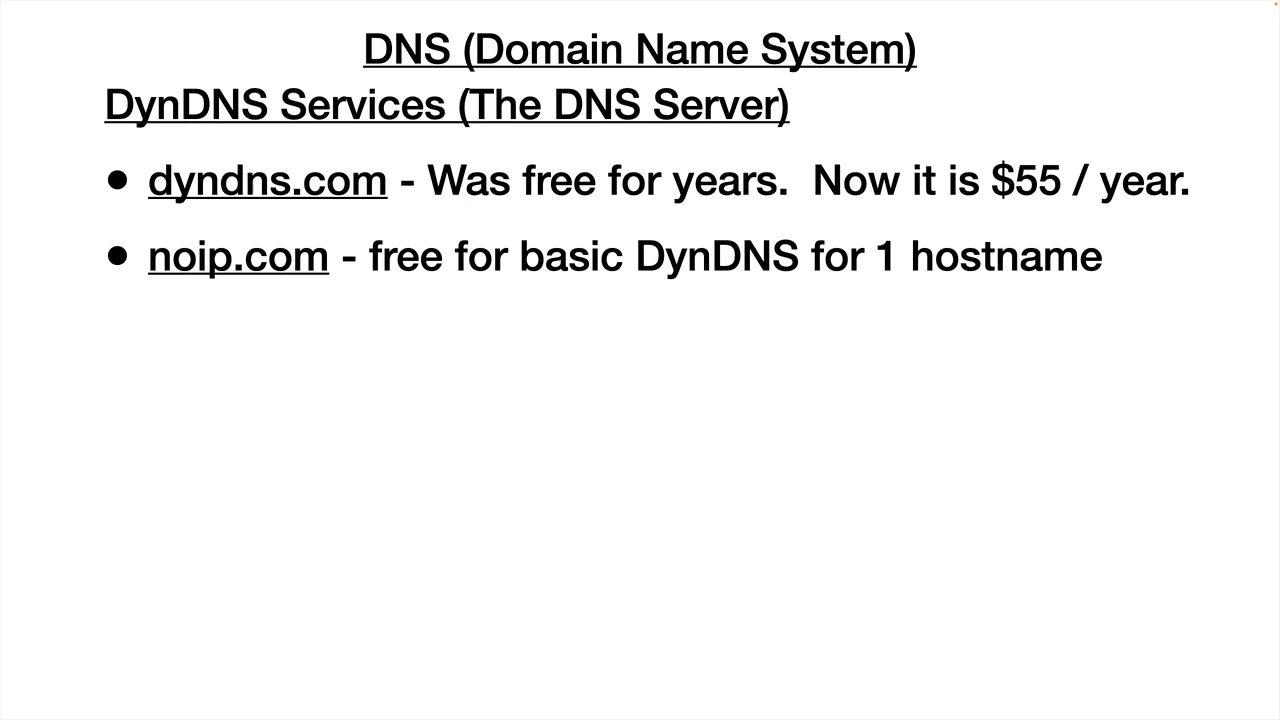 DNS (Domain Name System)
DynDNS Services (The DNS Server)
• dyndns.com - Was free for years.  Now it is $55 / year.
• noip.com - free for basic DynDNS for 1 hostname